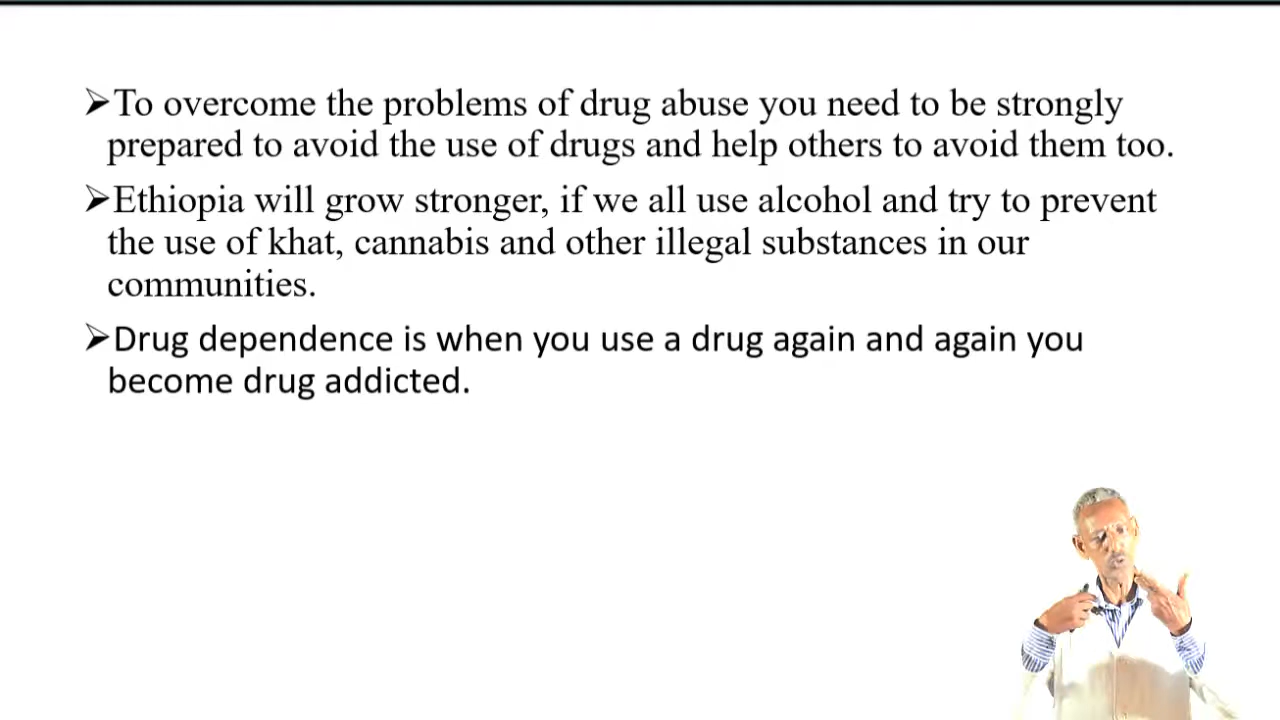 ➢To overcome the problems of drug abuse you need to be strongly
prepared to avoid the use of drugs and help others to avoid them too.
➢Ethiopia will grow stronger, if we all use alcohol and try to prevent
the use of khat, cannabis and other illegal substances in our
communities.
➢Drug dependence is when you use a drug again and again you
become drug addicted.